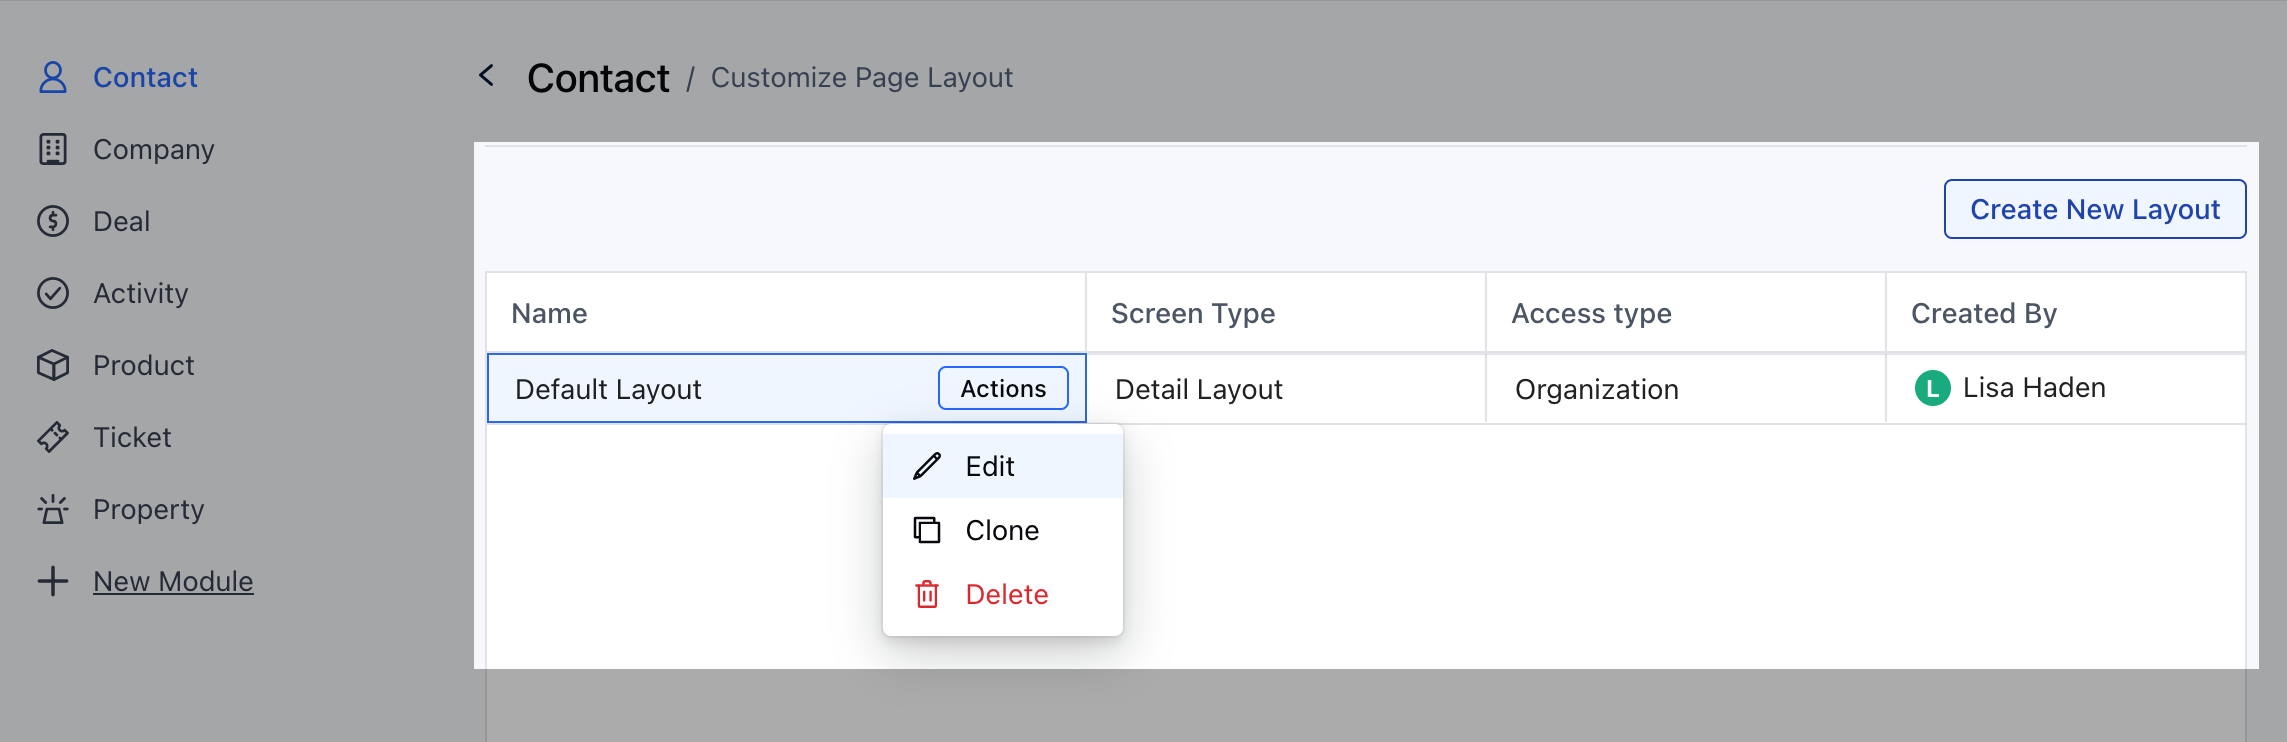 Contact
Company
Deal
Activity
Product
Ticket
Property
New Module
Contact / Customize Page Layout
Create New Layout
Name Screen Type Access type Created By
Default Layout Actions Detail Layout Organization L Lisa Haden
Edit
Clone
Delete